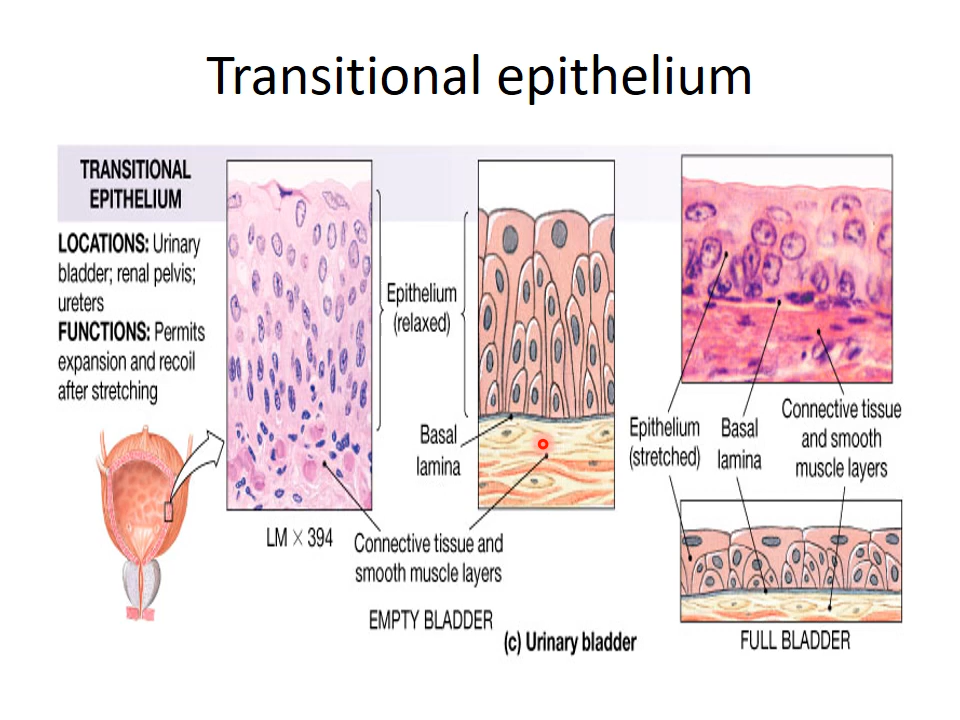 Transitional epithelium
TRANSITIONAL
EPITHELIUM
LOCATIONS: Urinary
bladder; renal pelvis;
ureters
FUNCTIONS: Permits
expansion and recoil
after stretching
Epithelium
(relaxed)
Basal
lamina
LM × 394
Connective tissue and
smooth muscle layers
EMPTY BLADDER
(c) Urinary bladder
Epithelium
(stretched)
Basal
lamina
Connective tissue
and smooth
muscle layers
FULL BLADDER